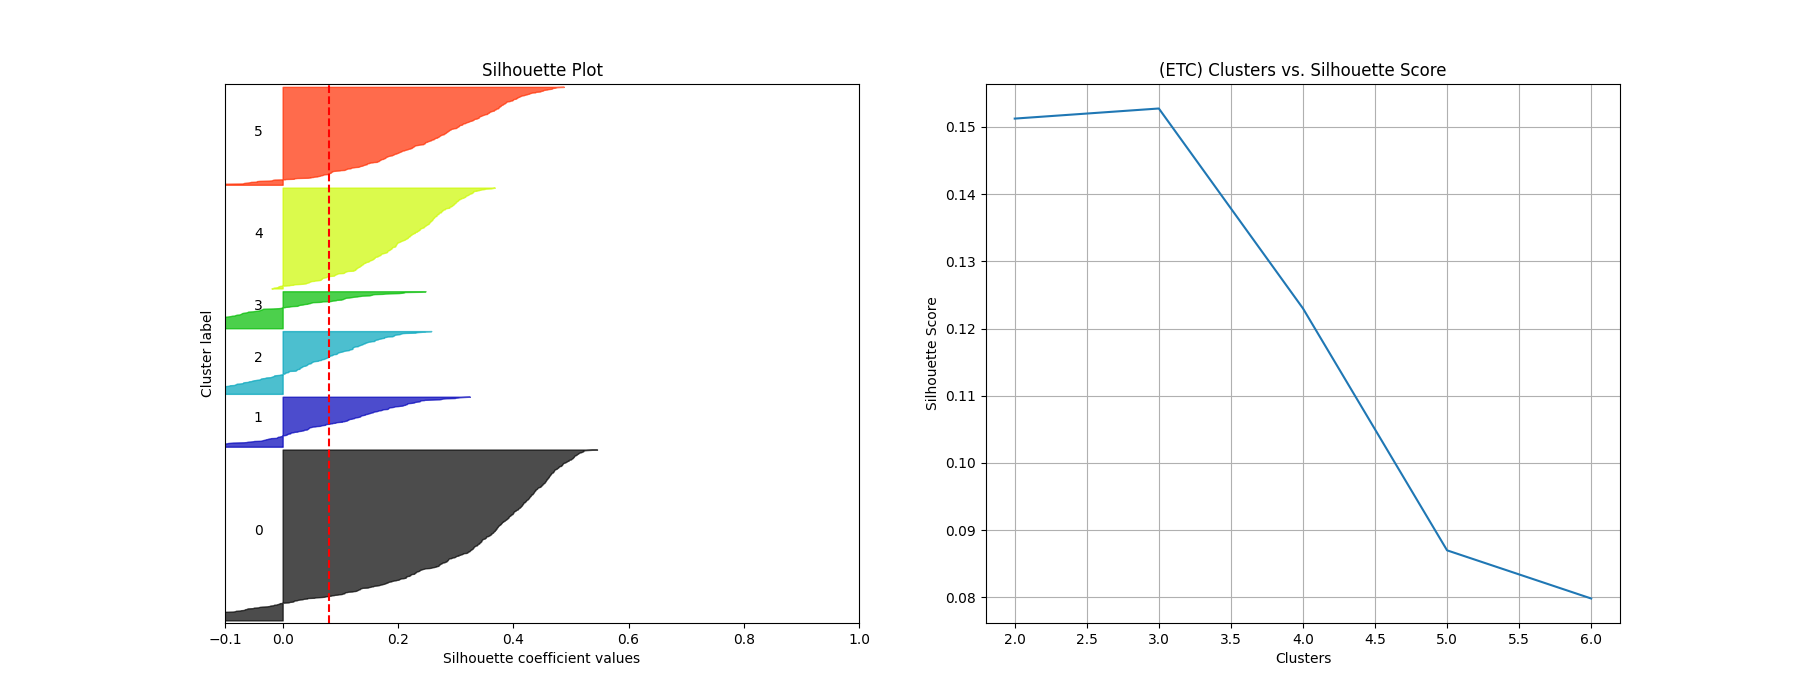 Silhouette Plot
Cluster label
5
4
3
2
1
0
−0.1 0.0 0.2 0.4 0.6 0.8 1.0
Silhouette coefficient values
(ETC) Clusters vs. Silhouette Score
Silhouette Score
0.15
0.14
0.13
0.12
0.11
0.10
0.09
0.08
2.0 2.5 3.0 3.5 4.0 4.5 5.0 5.5 6.0
Clusters